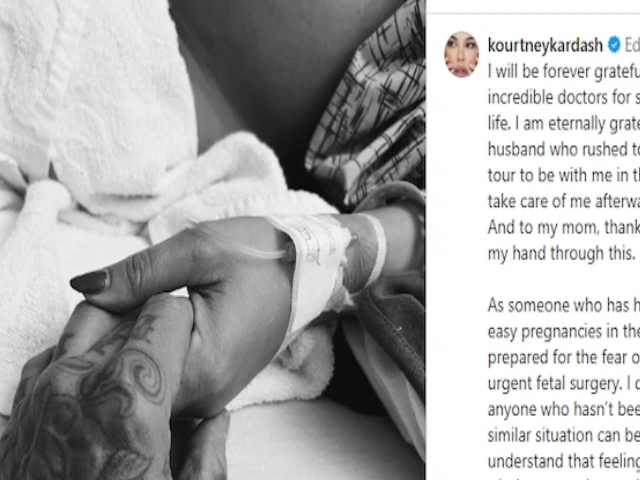 kourtneykardash Ed
I will be forever gratefu
incredible doctors for s
life. I am eternally grate
husband who rushed to
tour to be with me in th
take care of me afterwa
And to my mom, thank
my hand through this.
As someone who has h
easy pregnancies in the
prepared for the fear o
urgent fetal surgery. I d
anyone who hasn't bee
similar situation can be
understand that feeling